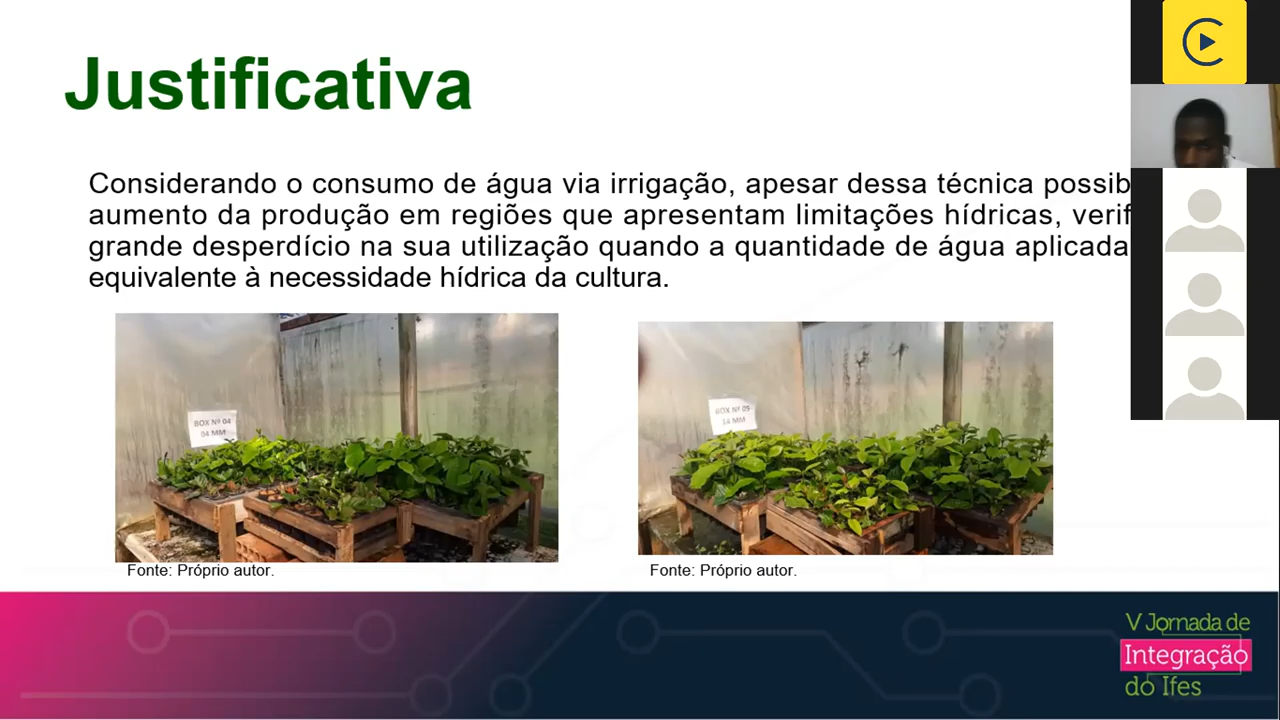 Justificativa
Considerando o consumo de água via irrigação, apesar dessa técnica possib
aumento da produção em regiões que apresentam limitações hídricas, verif
grande desperdício na sua utilização quando a quantidade de água aplicada
equivalente à necessidade hídrica da cultura.
BOX Nº 04
04 MM
BOX Nº 05
14 MM
Fonte: Próprio autor.
Fonte: Próprio autor.
V Jornada de
Integração
do Ifes